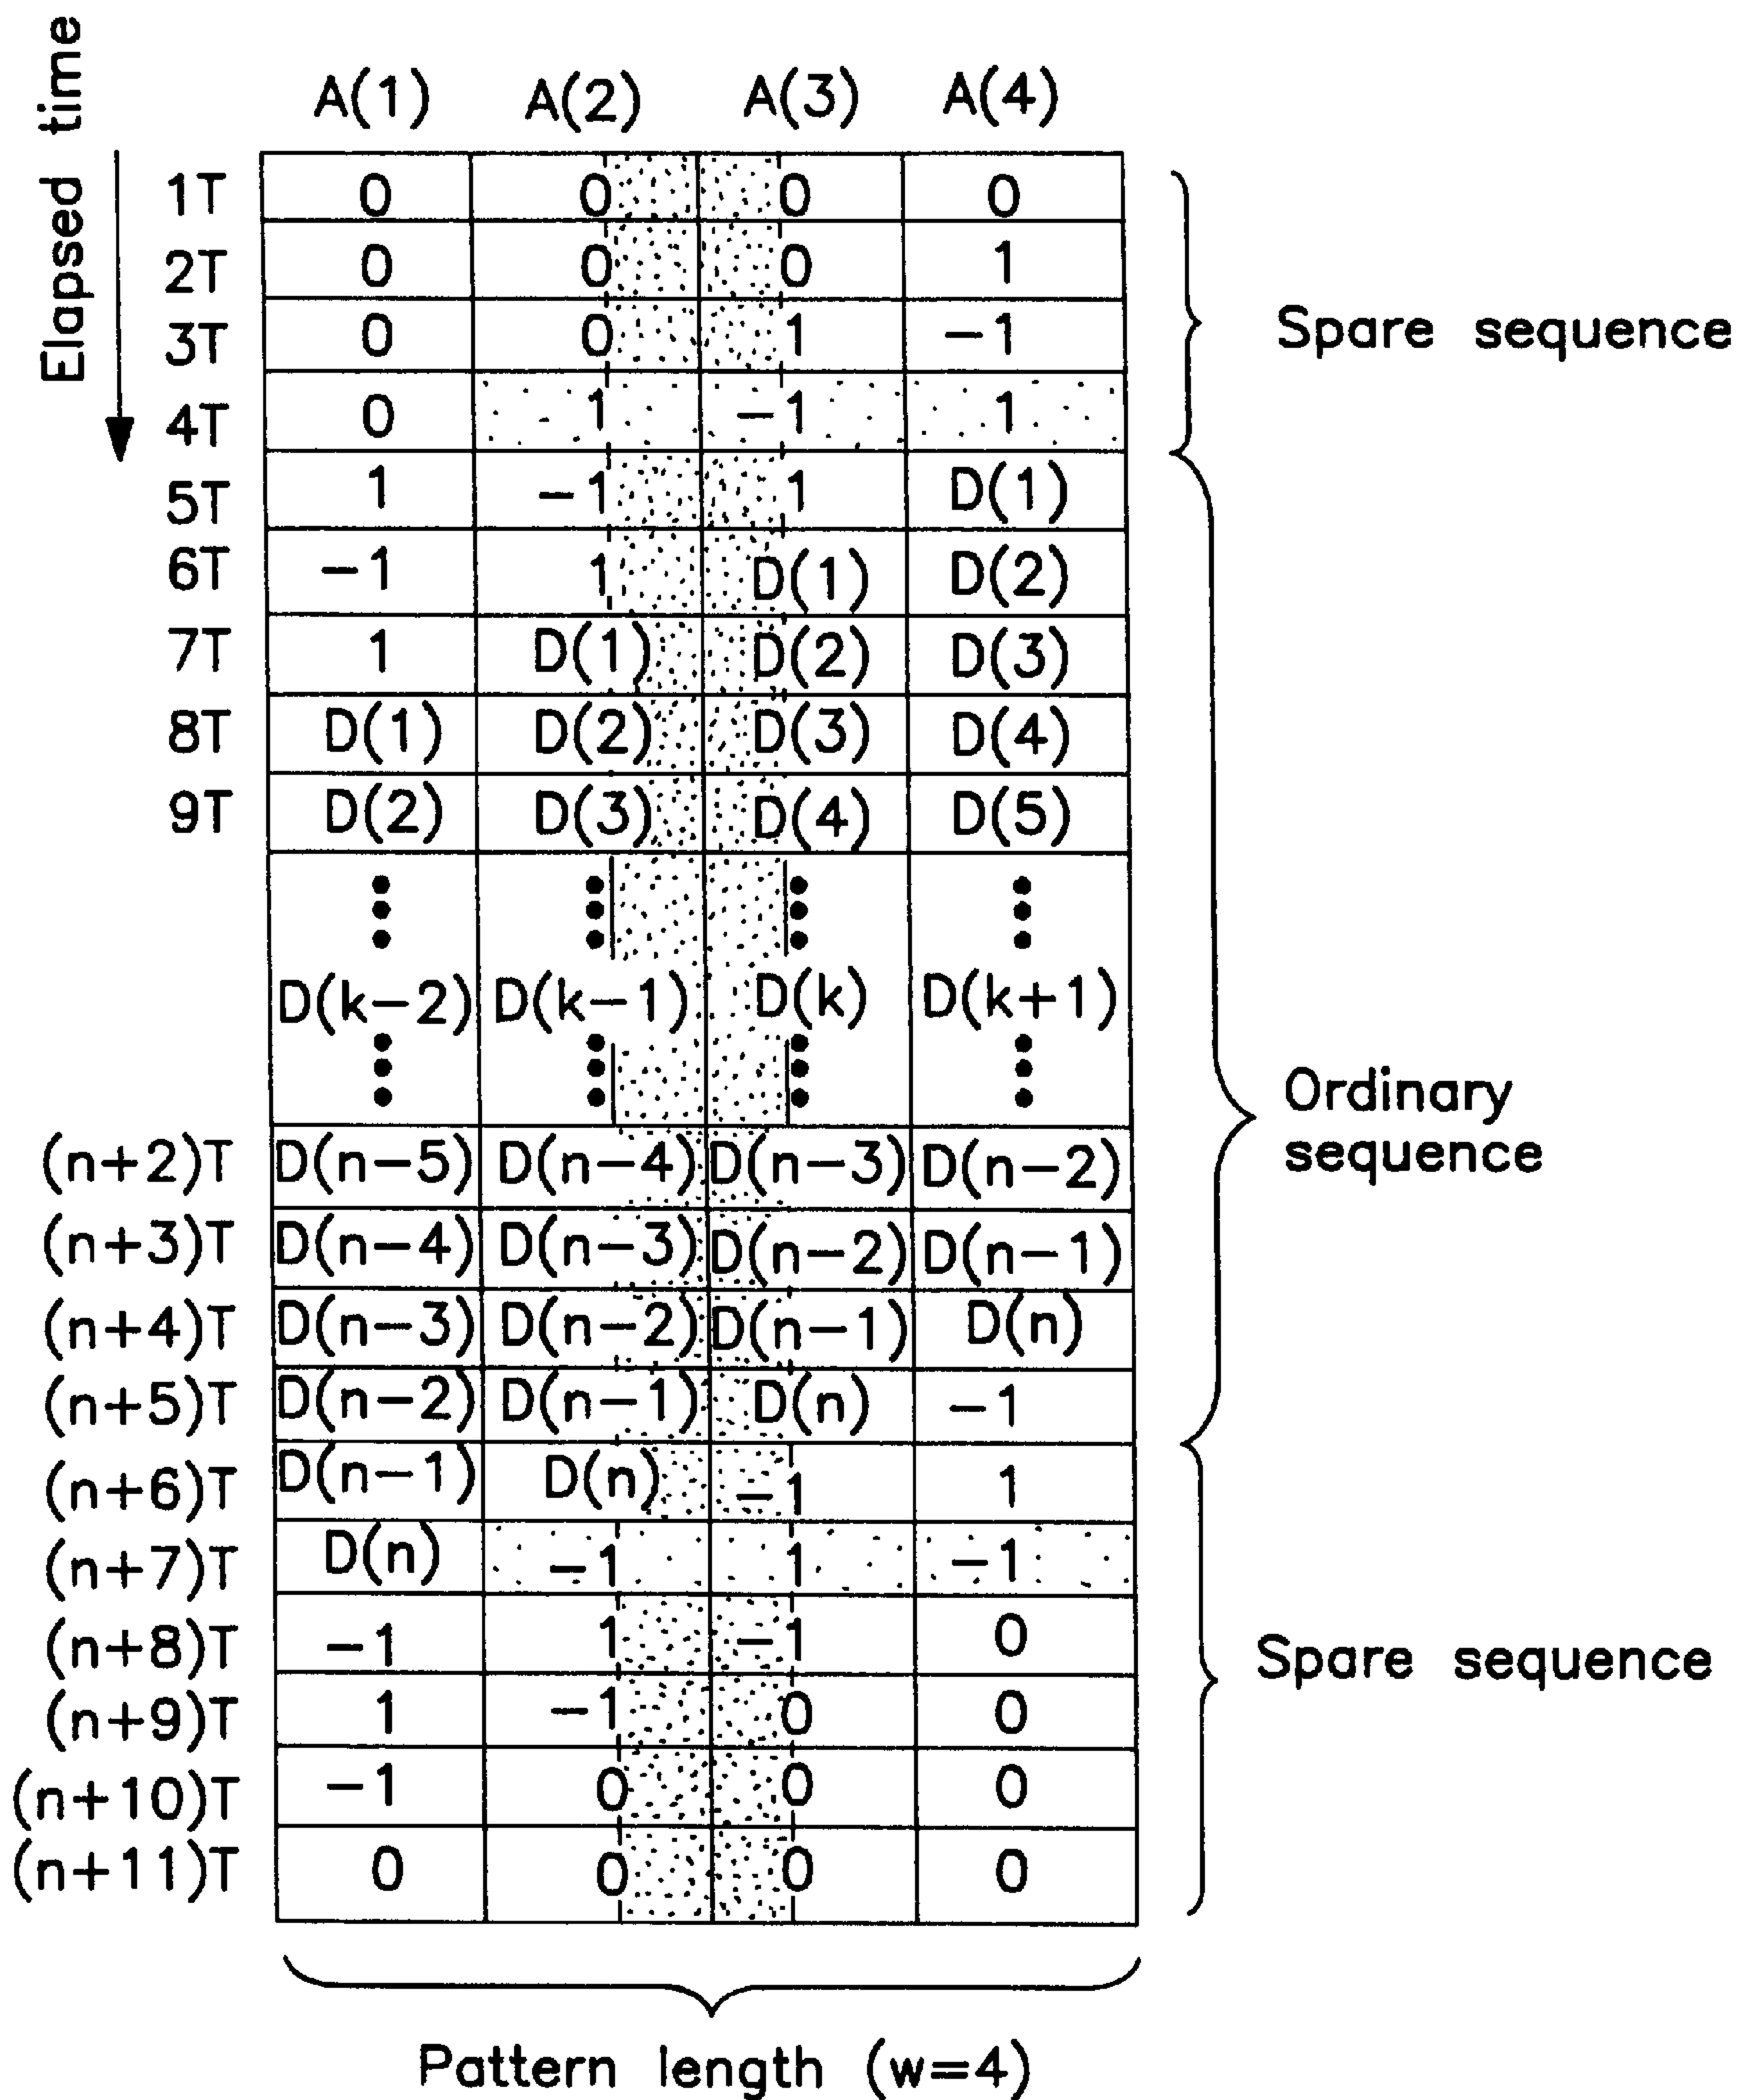 Elapsed time
A(1) A(2) A(3) A(4)
1T 0 0 0 0
2T 0 0 0 1
3T 0 0 1 -1
4T 0 -1 -1 1
5T 1 -1 1 D(1)
6T -1 1 D(1) D(2)
7T 1 D(1) D(2) D(3)
8T D(1) D(2) D(3) D(4)
9T D(2) D(3) D(4) D(5)
D(k-2) D(k-1) D(k) D(k+1)
(n+2)T D(n-5) D(n-4) D(n-3) D(n-2)
(n+3)T D(n-4) D(n-3) D(n-2) D(n-1)
(n+4)T D(n-3) D(n-2) D(n-1) D(n)
(n+5)T D(n-2) D(n-1) D(n) -1
(n+6)T D(n-1) D(n) -1 1
(n+7)T D(n) -1 1 -1
(n+8)T -1 1 -1 0
(n+9)T 1 -1 0 0
(n+10)T -1 0 0 0
(n+11)T 0 0 0 0
Spare sequence
Ordinary
sequence
Spare sequence
Pattern length (w=4)